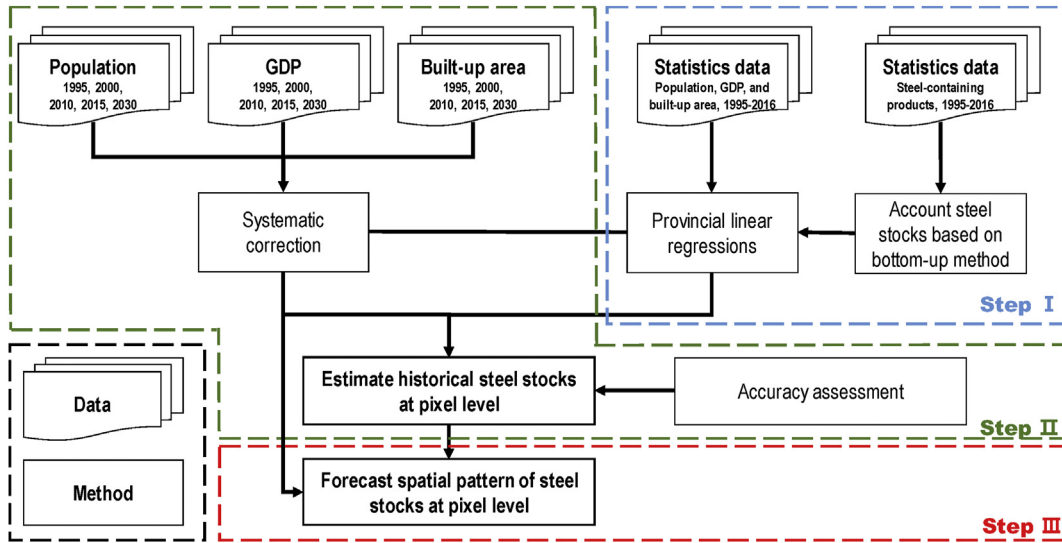 Population
1995, 2000,
2010, 2015, 2030
GDP
1995, 2000,
2010, 2015, 2030
Built-up area
1995, 2000,
2010, 2015, 2030
Statistics data
Population, GDP, and
built-up area, 1995-2016
Statistics data
Steel-containing
products, 1995-2016
Systematic
correction
Provincial linear
regressions
Account steel
stocks based on
bottom-up method
Step Ⅰ
Estimate historical steel stocks
at pixel level
Accuracy assessment
Step Ⅱ
Forecast spatial pattern of steel
stocks at pixel level
Step Ⅲ
Data
Method